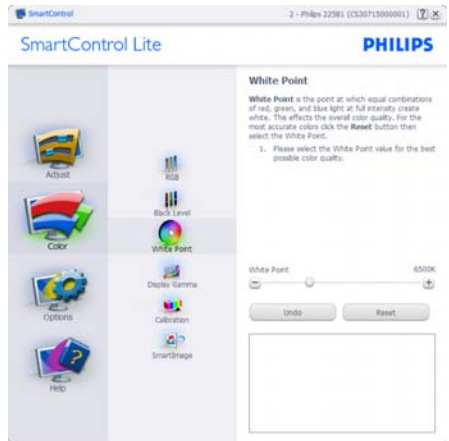 SmartControl
2 - Philips 225B1 (CS30715000001)
SmartControl Lite
PHILIPS
Adjust
Color
Options
Help
RGB
Black Level
White Point
Display Gamma
Calibration
SmartImage
White Point
White Point is the point at which equal combinations
of red, green, and blue light at full intensity create
white. This effects the overall color quality. For the
most accurate colors click the Reset button then
select the White Point.
1. Please select the White Point value for the best
possible color quality.
White Point 6500K
Undo Reset